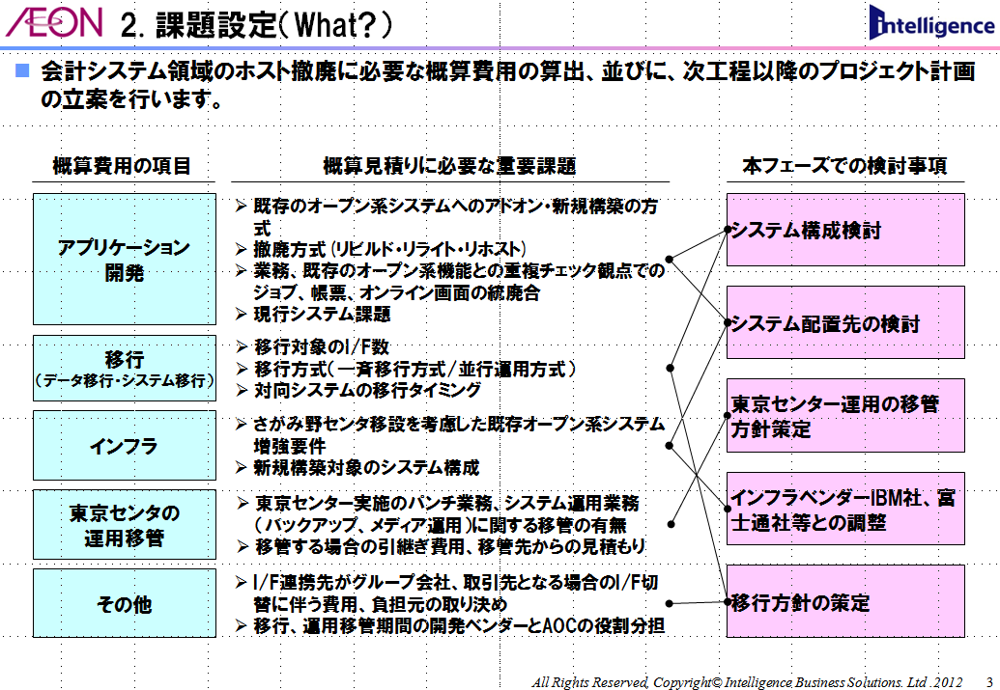 ÆON 2. 課題設定(What?) Intelligence
■ 会計システム領域のホスト撤廃に必要な概算費用の算出、並びに、次工程以降のプロジェクト計画
の立案を行います。
概算費用の項目
概算見積りに必要な重要課題
本フェーズでの検討事項
アプリケーション
開発
➢ 既存のオープン系システムへのアドオン・新規構築の方
式
➢ 撤廃方式(リビルド・リライト・リホスト)
➢ 業務、既存のオープン系機能との重複チェック観点での
ジョブ、帳票、オンライン画面の統廃合
➢ 現行システム課題
移行
(データ移行・システム移行)
➢ 移行対象のI/F数
➢ 移行方式(一斉移行方式/並行運用方式)
➢ 対向システムの移行タイミング
インフラ
➢ さがみ野センタ移設を考慮した既存オープン系システム
増強要件
➢ 新規構築対象のシステム構成
東京センタの
運用移管
➢ 東京センター実施のパンチ業務、システム運用業務
(バックアップ、メディア運用)に関する移管の有無
➢ 移管する場合の引継ぎ費用、移管先からの見積もり
その他
➢ I/F連携先がグループ会社、取引先となる場合のI/F切
替に伴う費用、負担元の取り決め
➢ 移行、運用移管期間の開発ベンダーとAOCの役割分担
システム構成検討
システム配置先の検討
東京センター運用の移管
方針策定
インフラベンダーIBM社、富
士通社等との調整
移行方針の策定
All Rights Reserved, Copyright© Intelligence Business Solutions. Ltd .2012 3